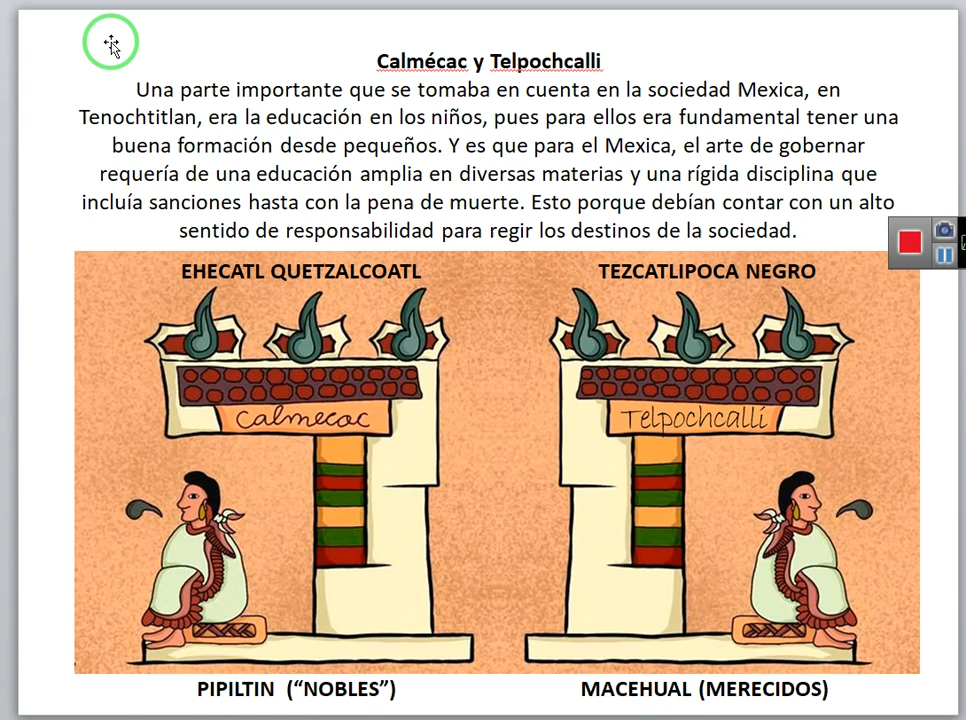 Calmécac y Telpochcalli
Una parte importante que se tomaba en cuenta en la sociedad Mexica, en
Tenochtitlan, era la educación en los niños, pues para ellos era fundamental tener una
buena formación desde pequeños. Y es que para el Mexica, el arte de gobernar
requería de una educación amplia en diversas materias y una rígida disciplina que
incluía sanciones hasta con la pena de muerte. Esto porque debían contar con un alto
sentido de responsabilidad para regir los destinos de la sociedad.
EHECATL QUETZALCOATL
TEZCATLIPOCA NEGRO
Calmecac
Telpochcalli
PIPILTIN (“NOBLES”)
MACEHUAL (MERECIDOS)